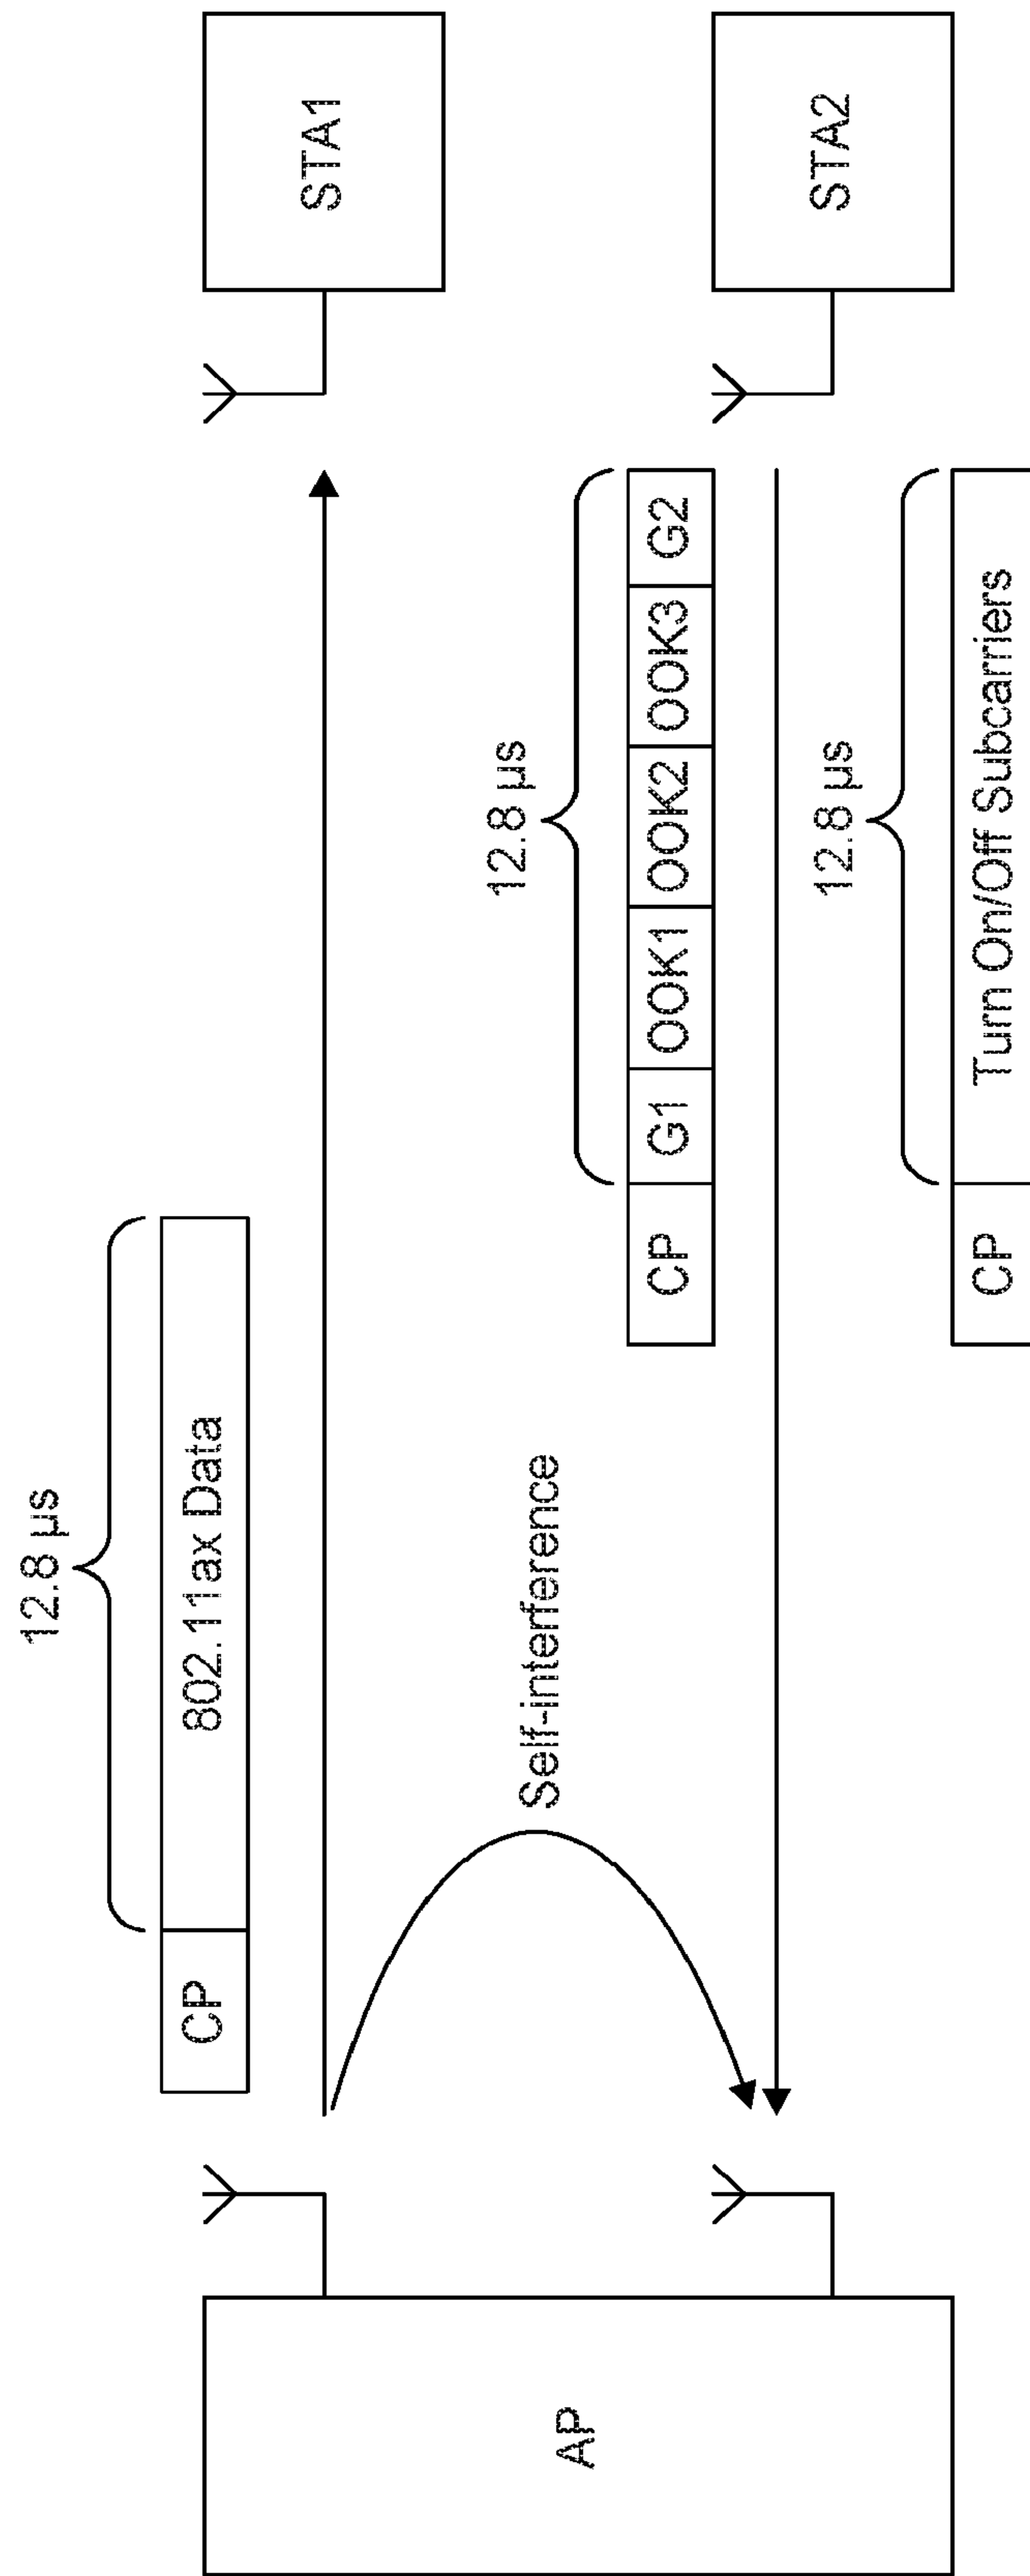 12.8 µs
CP
802.11ax Data
STA1
AP
Self-interference
12.8 µs
CP
G1
OOK1
OOK2
OOK3
G2
STA2
12.8 µs
CP
Turn On/Off Subcarriers